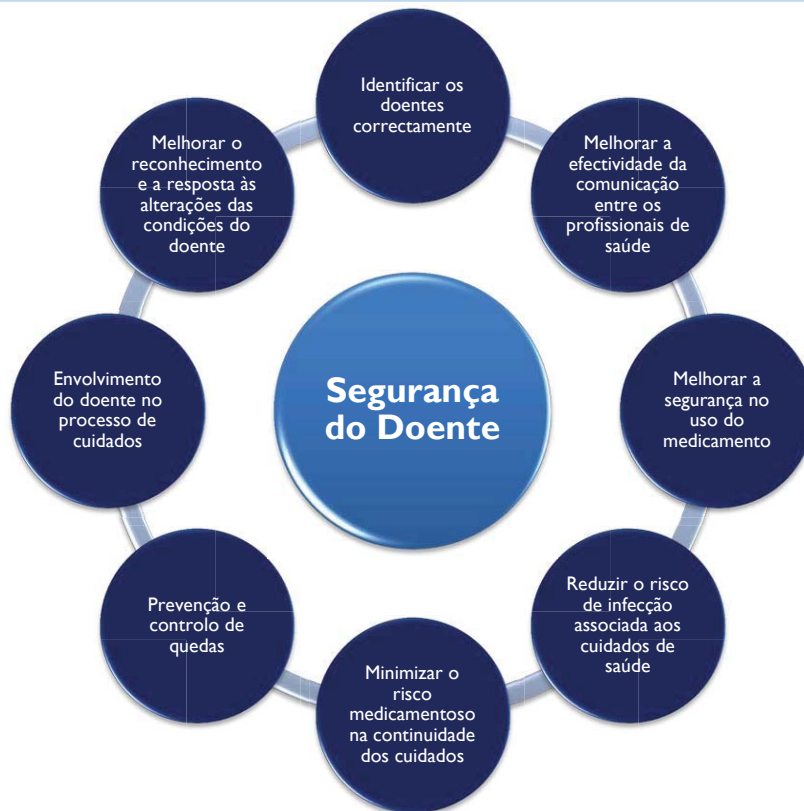 Segurança
do Doente
Identificar os
doentes
correctamente
Melhorar a
efectividade da
comunicação
entre os
profissionais de
saúde
Melhorar a
segurança no
uso do
medicamento
Reduzir o risco
de infecção
associada aos
cuidados de
saúde
Minimizar o
risco
medicamentoso
na continuidade
dos cuidados
Prevenção e
controlo de
quedas
Envolvimento
do doente no
processo de
cuidados
Melhorar o
reconhecimento
e a resposta às
alterações das
condições do
doente